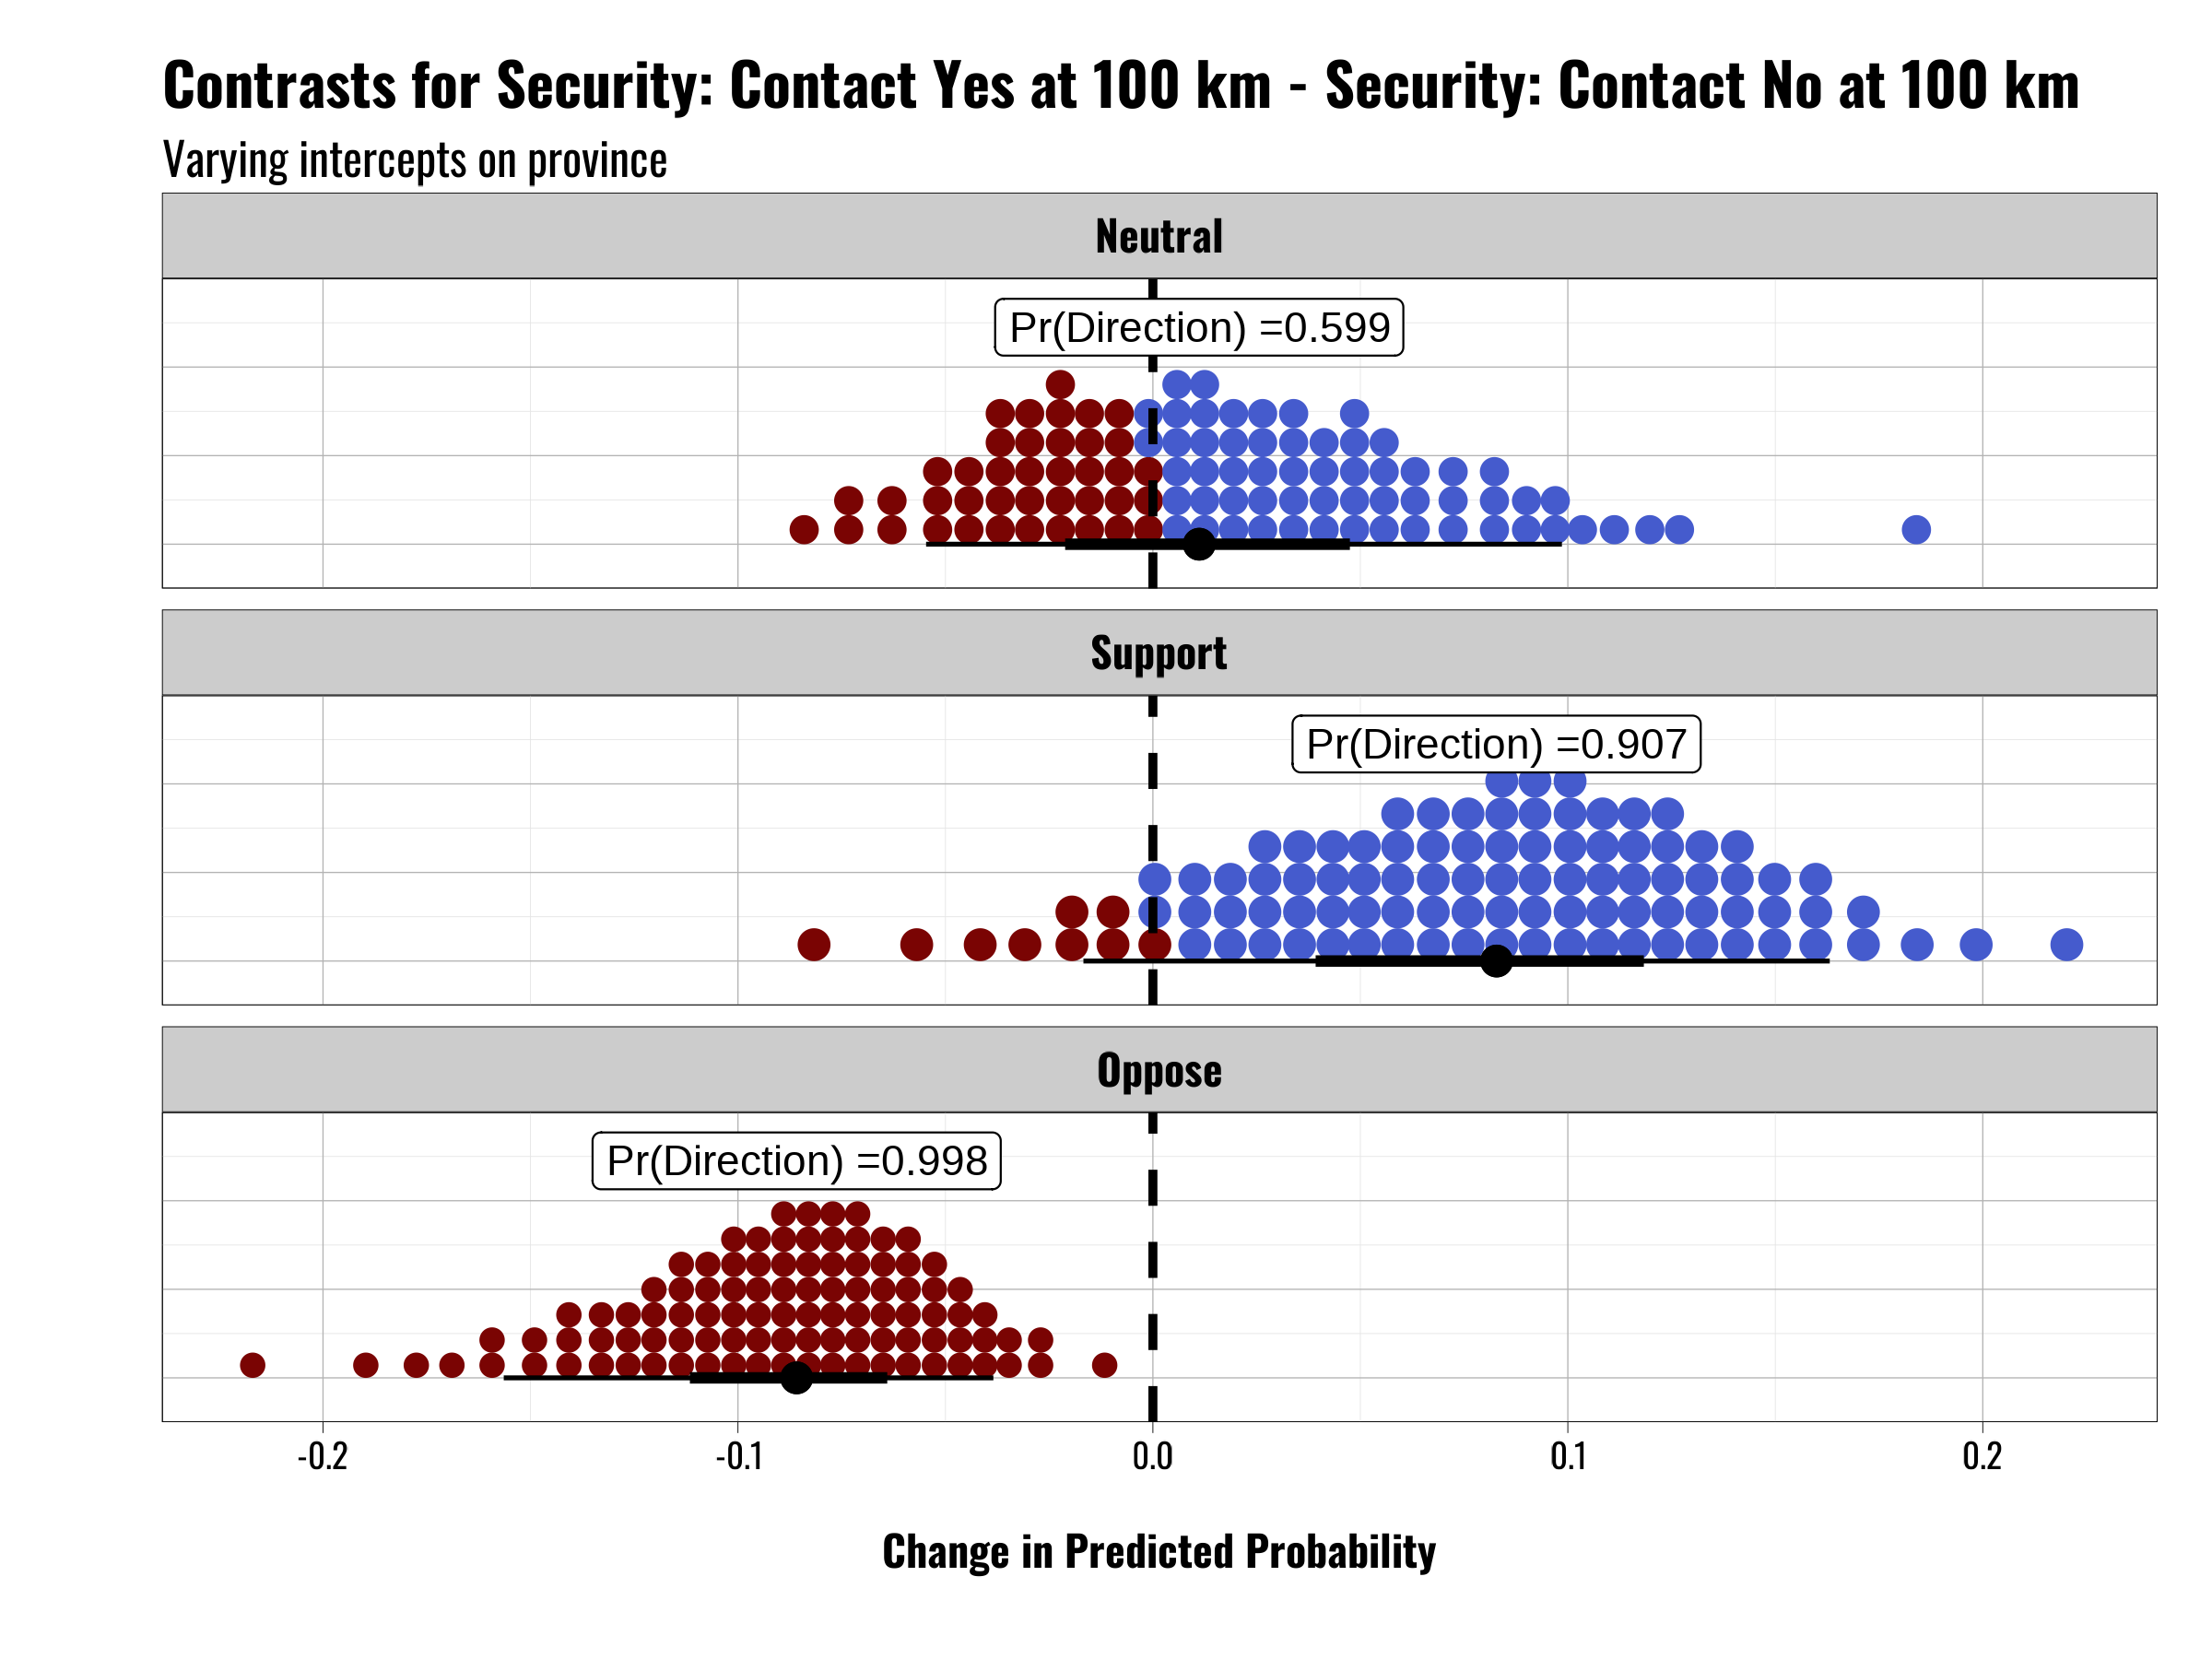 Contrasts for Security: Contact Yes at 100 km - Security: Contact No at 100 km
Varying intercepts on province
Neutral
Pr(Direction) =0.599
Support
Pr(Direction) =0.907
Oppose
Pr(Direction) =0.998
-0.2 -0.1 0.0 0.1 0.2
Change in Predicted Probability